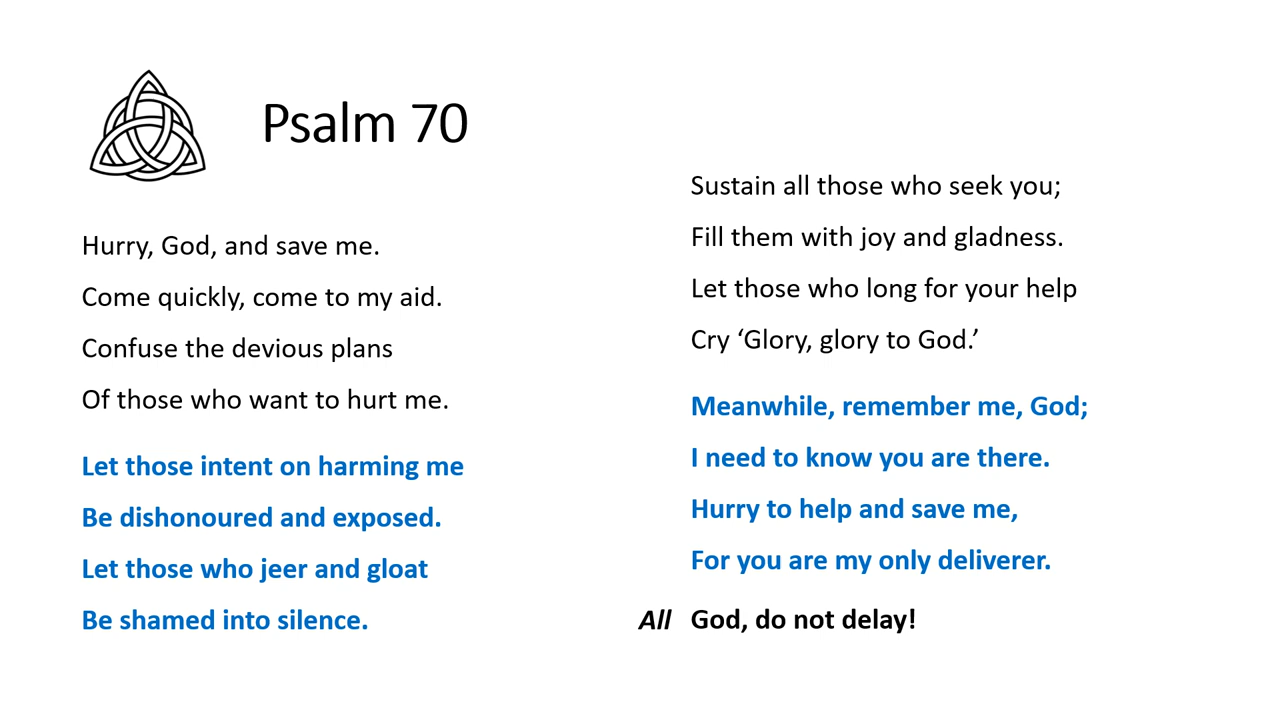 Psalm 70
Hurry, God, and save me.
Come quickly, come to my aid.
Confuse the devious plans
Of those who want to hurt me.
Let those intent on harming me
Be dishonoured and exposed.
Let those who jeer and gloat
Be shamed into silence.
Sustain all those who seek you;
Fill them with joy and gladness.
Let those who long for your help
Cry ‘Glory, glory to God.’
Meanwhile, remember me, God;
I need to know you are there.
Hurry to help and save me,
For you are my only deliverer.
All God, do not delay!